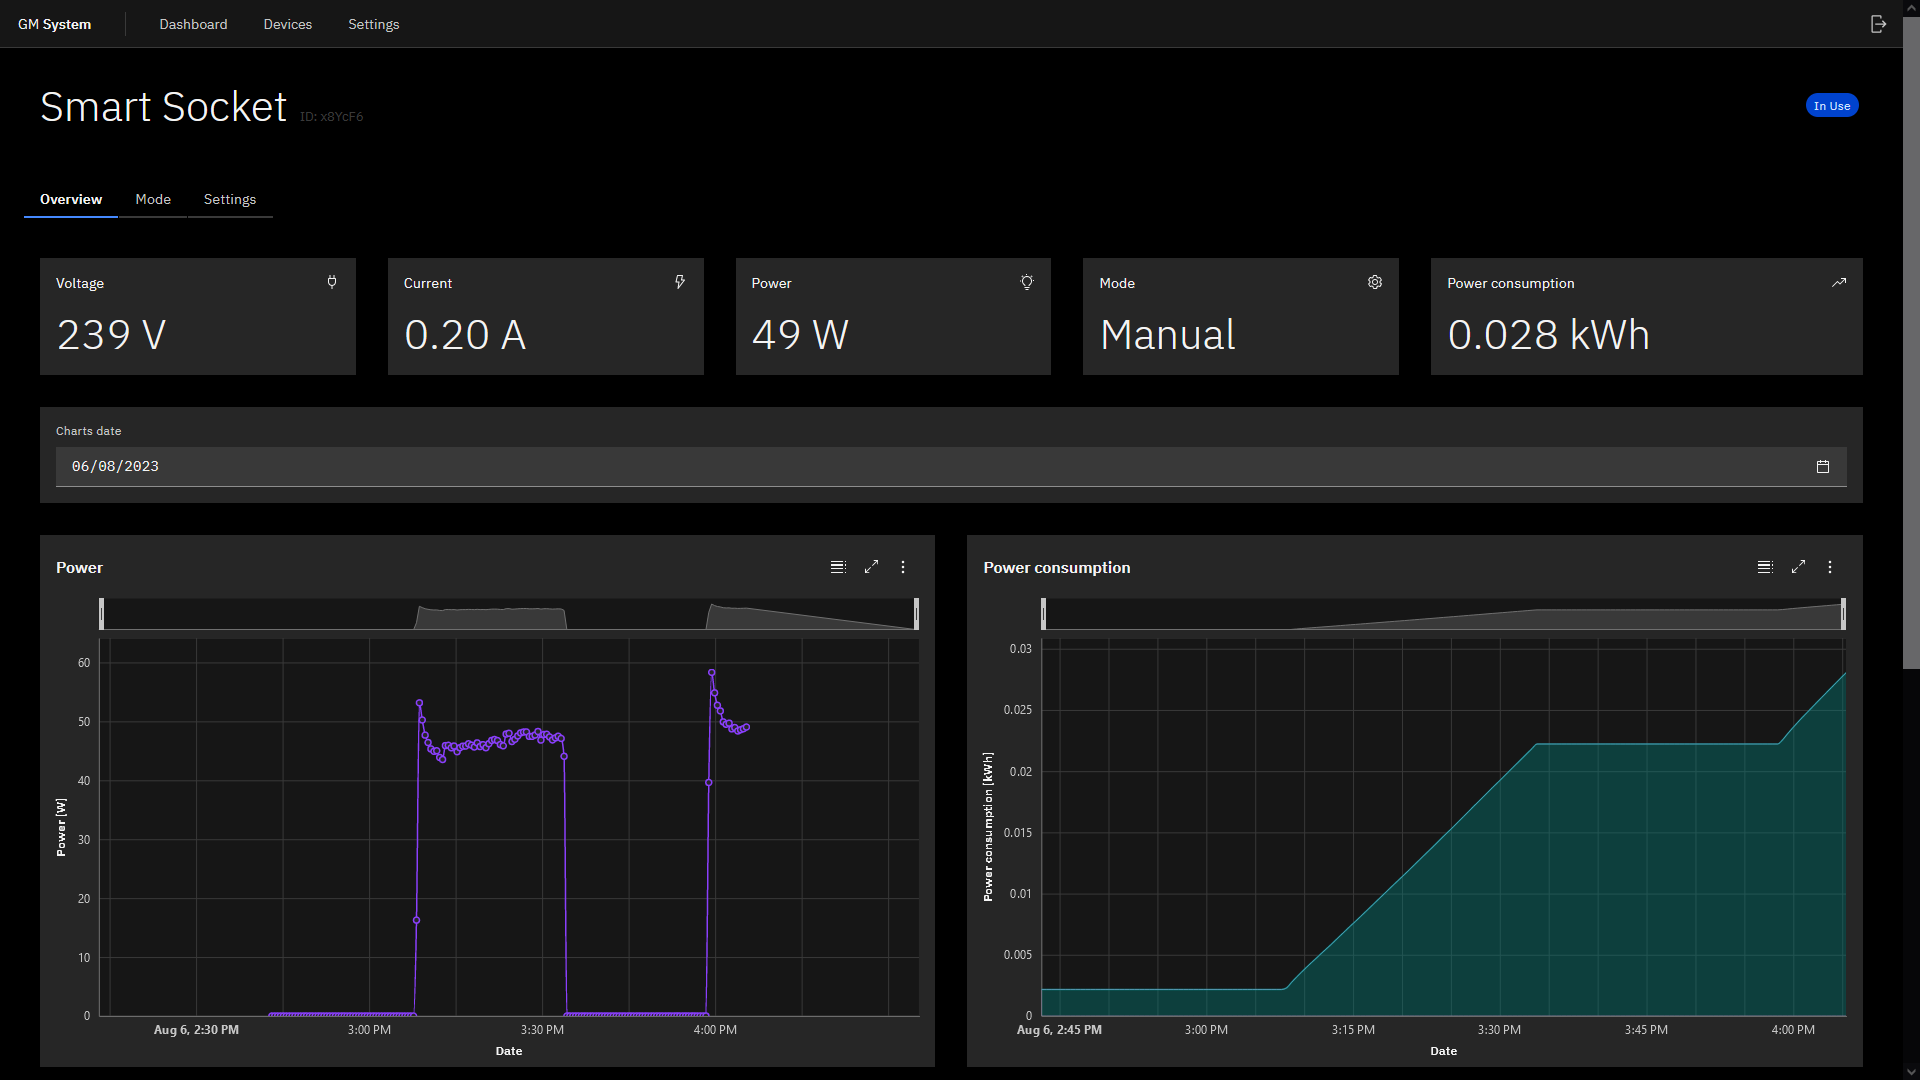 GM System Dashboard Devices Settings
Smart Socket ID: x8YcF6 In Use
Overview Mode Settings
Voltage Current Power Mode Power consumption
239 V 0.20 A 49 W Manual 0.028 kWh
Charts date
06/08/2023
Power
60
50
40
30
20
10
0
Power [W]
Aug 6, 2:30 PM 3:00 PM 3:30 PM 4:00 PM
Date
Power consumption
0.03
0.025
0.02
0.015
0.01
0.005
0
Power consumption [kWh]
Aug 6, 2:45 PM 3:00 PM 3:15 PM 3:30 PM 3:45 PM 4:00 PM
Date